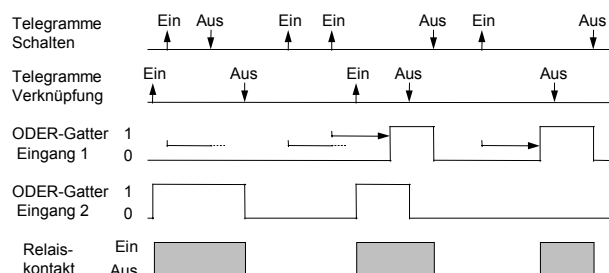 Telegramme Schalten
Ein Aus Ein Ein Aus Ein Aus
Telegramme Verknüpfung
Ein Aus Ein Aus Aus
ODER-Gatter Eingang 1
1
0
ODER-Gatter Eingang 2
1
0
Relais-kontakt
Ein
Aus